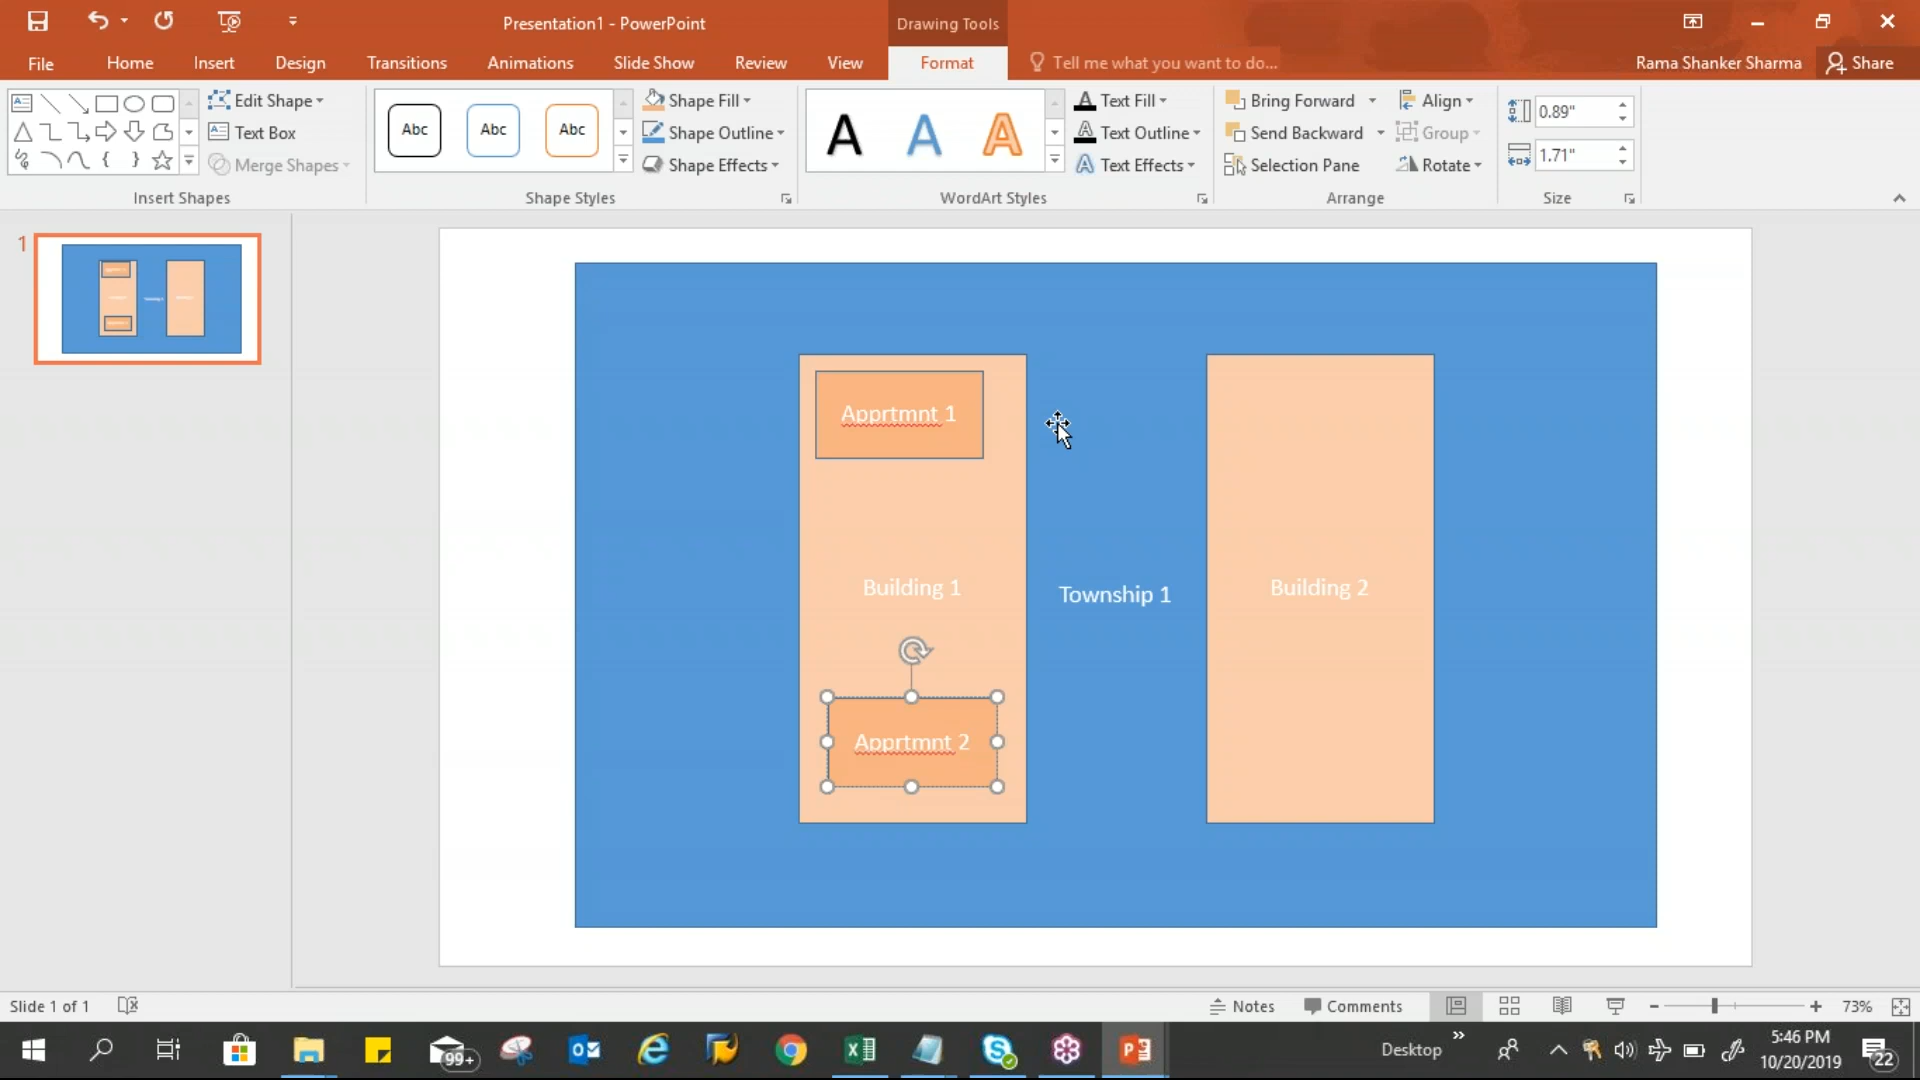 Presentation1 - PowerPoint
Drawing Tools
File Home Insert Design Transitions Animations Slide Show Review View Format Tell me what you want to do... Rama Shanker Sharma Share
Edit Shape
Text Box
Merge Shapes
Insert Shapes
Abc Abc Abc
Shape Styles
Shape Fill
Shape Outline
Shape Effects
A A A
WordArt Styles
Text Fill
Text Outline
Text Effects
Bring Forward
Send Backward
Selection Pane
Align
Group
Rotate
Arrange
0.89"
1.71"
Size
1
Apprtmnt 1
Building 1
Township 1
Building 2
Apprtmnt 2
Slide 1 of 1
Notes Comments 73%
99+
Desktop
5:46 PM
10/20/2019
22